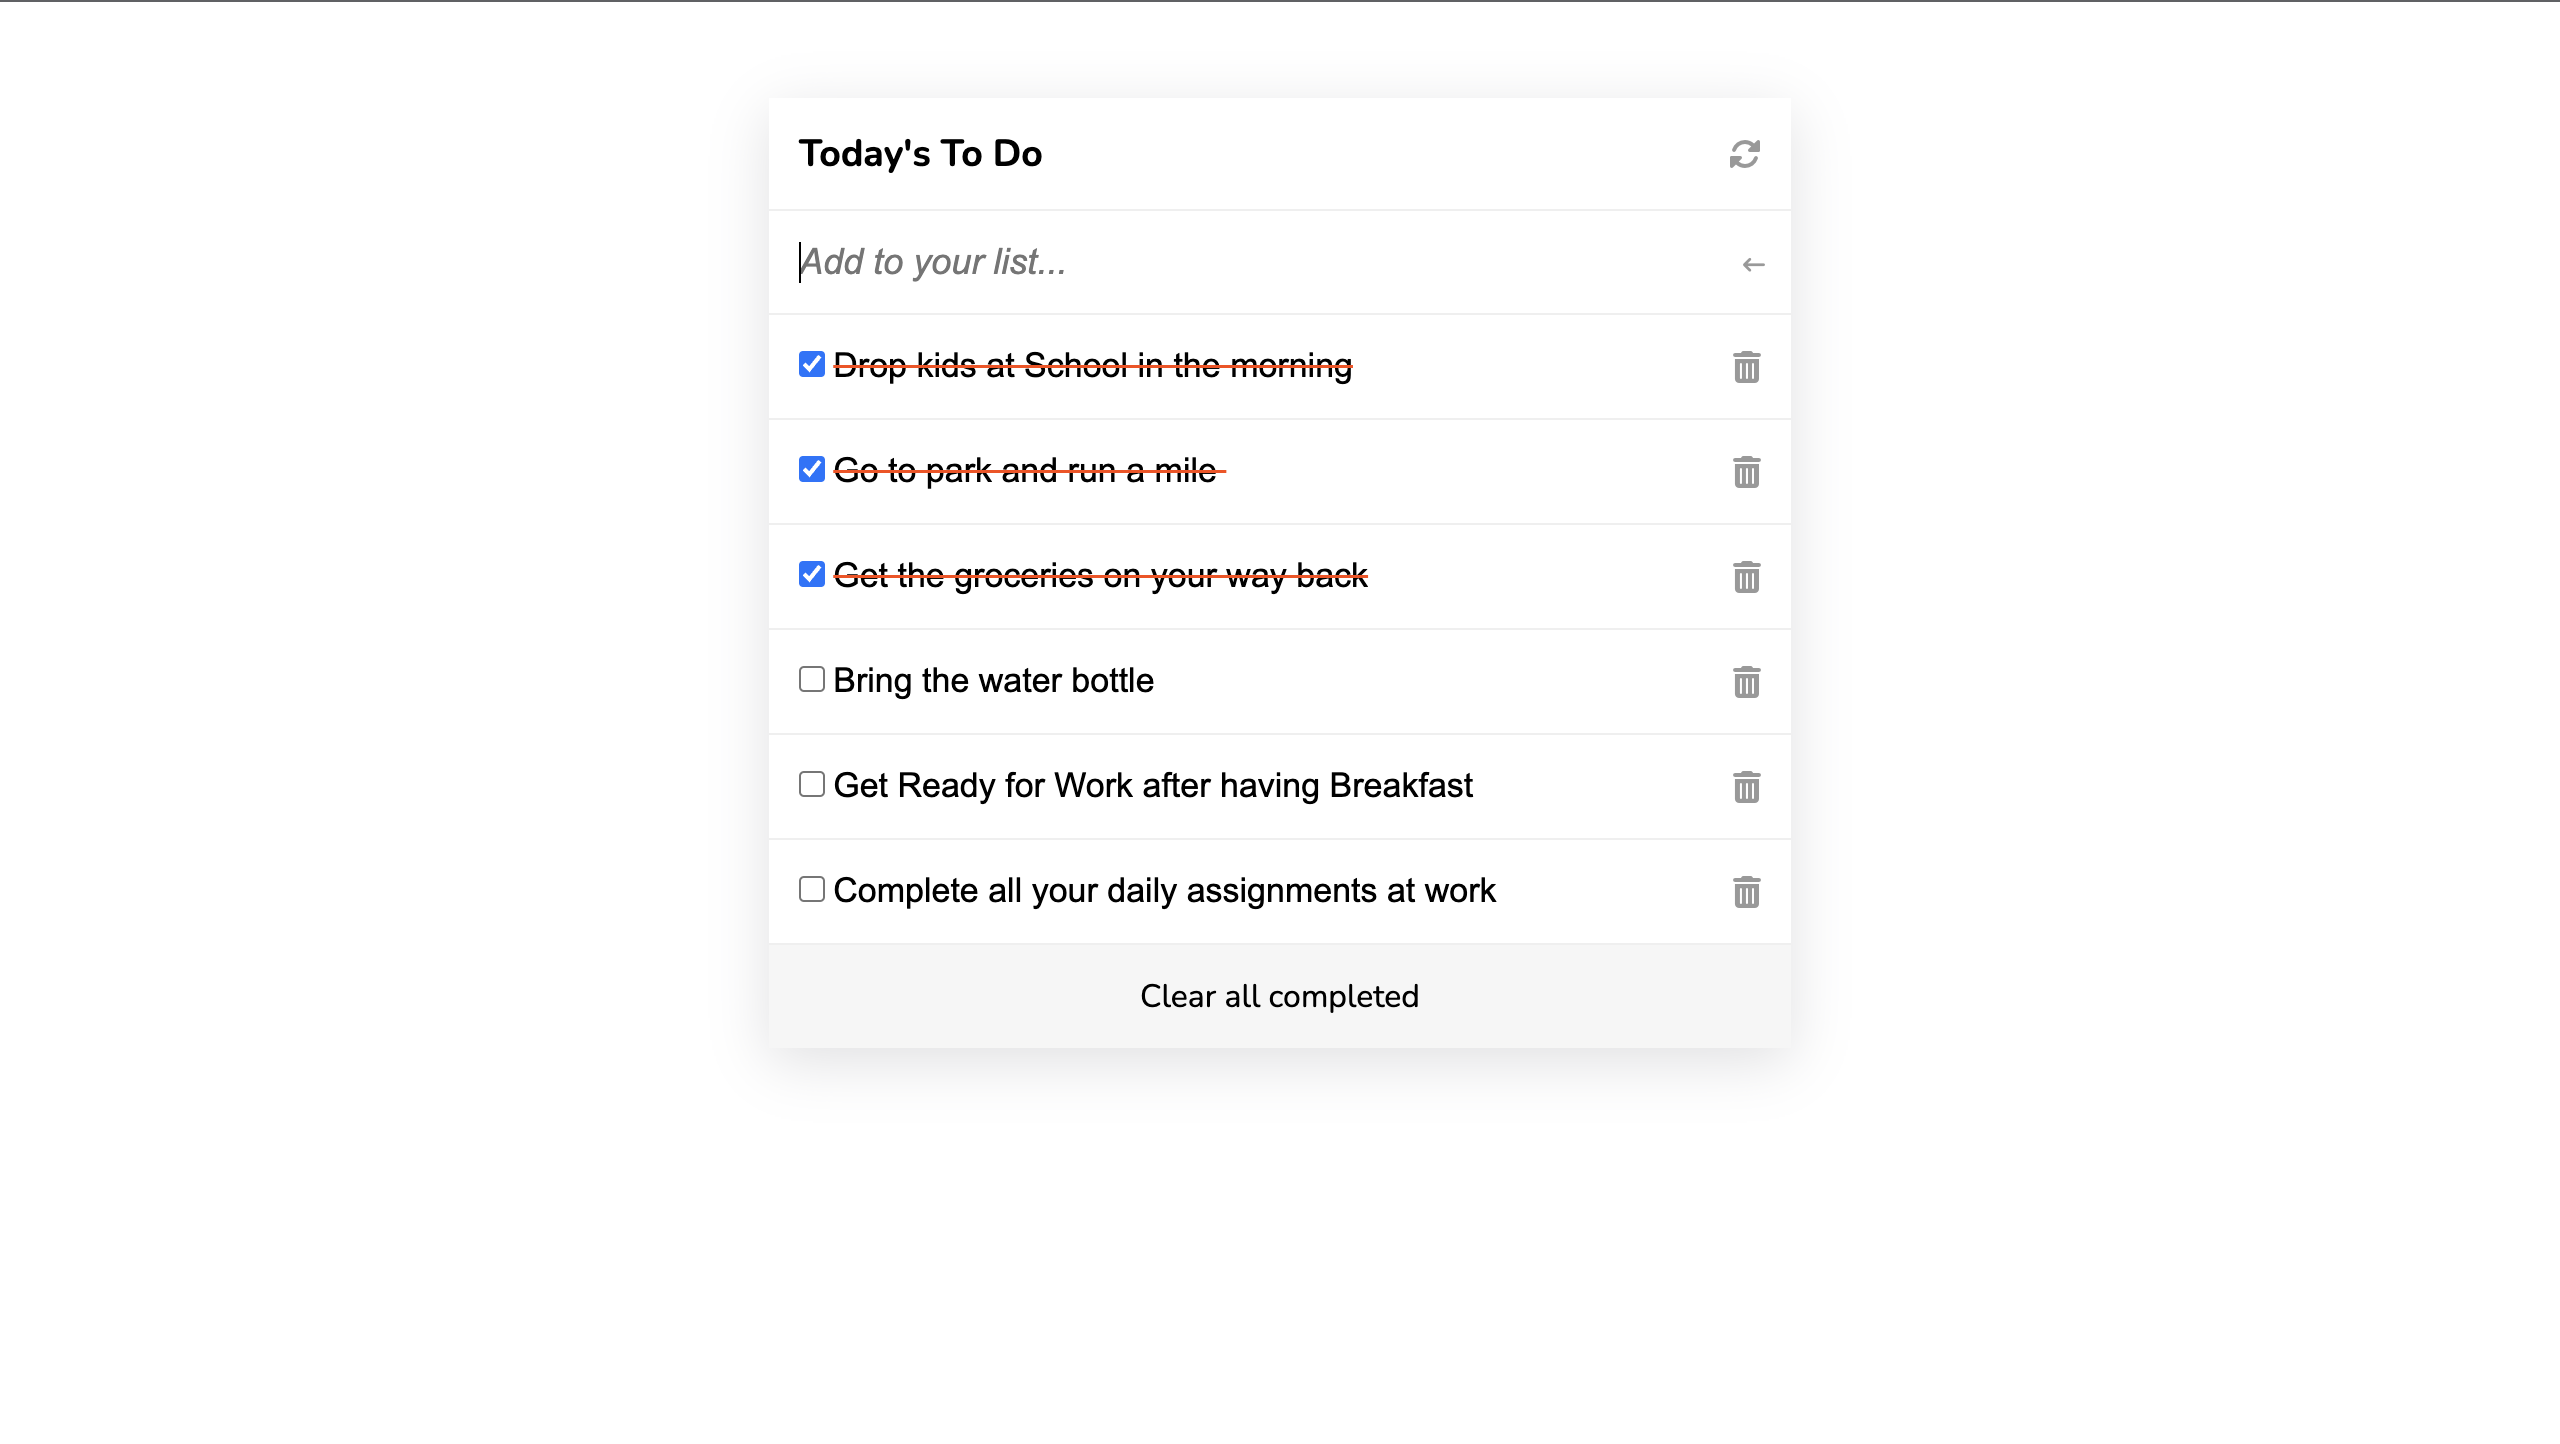 Today's To Do
Add to your list...
Drop kids at School in the morning
Go to park and run a mile
Get the groceries on your way back
Bring the water bottle
Get Ready for Work after having Breakfast
Complete all your daily assignments at work
Clear all completed